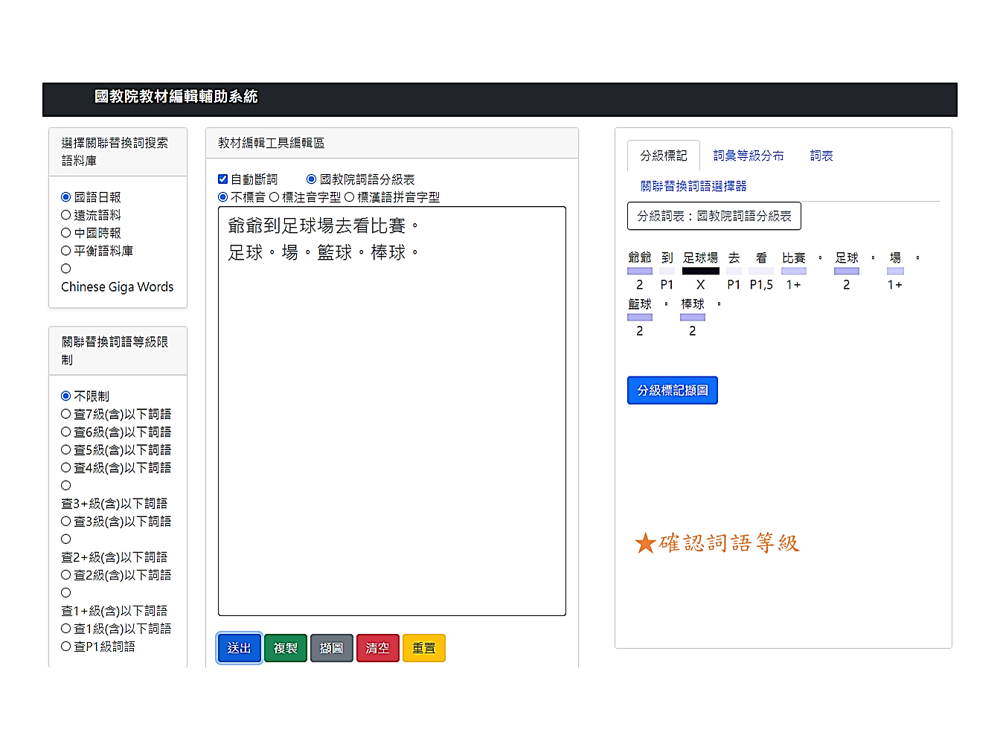 國教院教材編輯輔助系統
選擇關聯替換詞搜索
語料庫
國語日報
遠流語料
中國時報
平衡語料庫
Chinese Giga Words
關聯替換詞語等級限
制
不限制
查7級(含)以下詞語
查6級(含)以下詞語
查5級(含)以下詞語
查4級(含)以下詞語
查3+級(含)以下詞語
查3級(含)以下詞語
查2+級(含)以下詞語
查2級(含)以下詞語
查1+級(含)以下詞語
查1級(含)以下詞語
查P1級詞語
教材編輯工具編輯區
自動斷詞 國教院詞語分級表
不標音 標注音字型 標漢語拼音字型
爺爺到足球場去看比賽。
足球。場。籃球。棒球。
送出 複製 擷圖 清空 重置
分級標記 詞彙等級分布 詞表
關聯替換詞語選擇器
分級詞表：國教院詞語分級表
爺爺 到 足球場 去 看 比賽 。 足球 。 場 。
2 P1 X P1 P1,5 1+ 2 1+
籃球 。 棒球 。
2 2
分級標記擷圖
★確認詞語等級